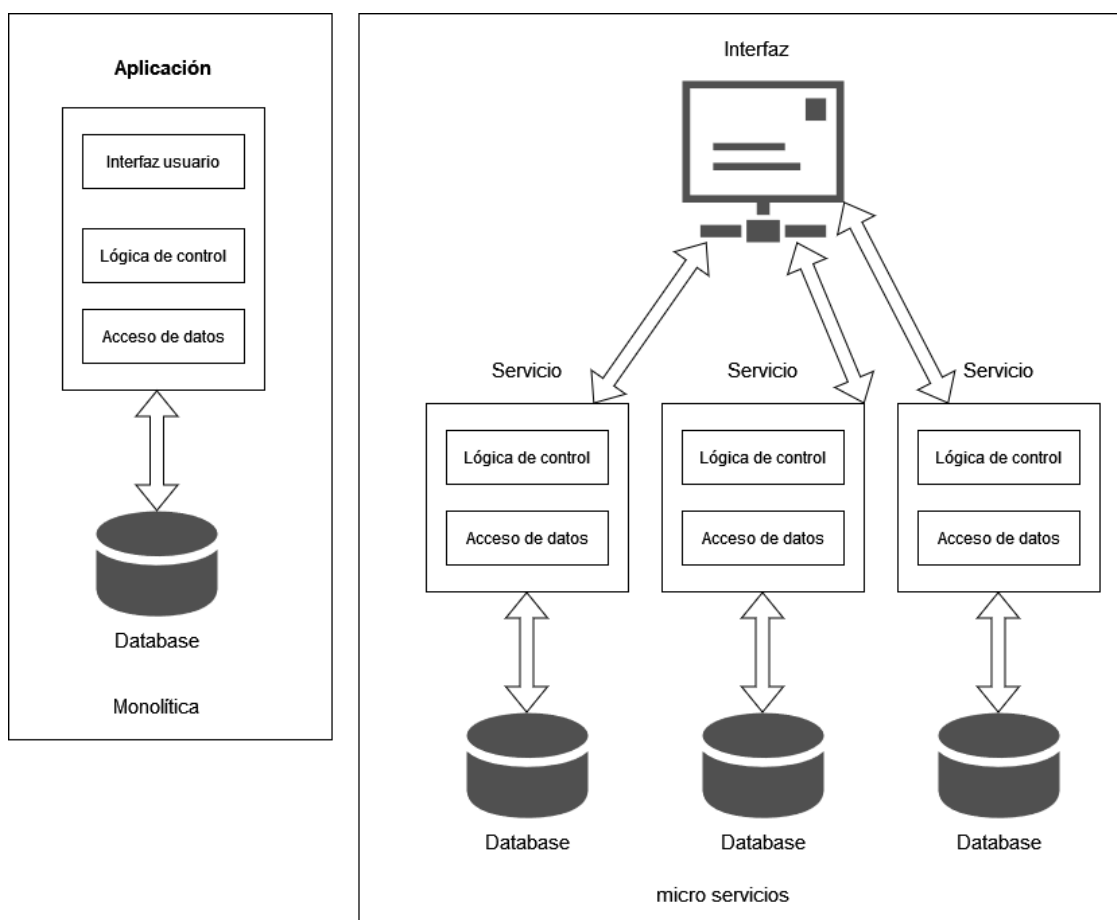 Aplicación
Interfaz usuario
Lógica de control
Acceso de datos
Database
Monolítica
Interfaz
Servicio
Servicio
Servicio
Lógica de control
Lógica de control
Lógica de control
Acceso de datos
Acceso de datos
Acceso de datos
Database
Database
Database
micro servicios